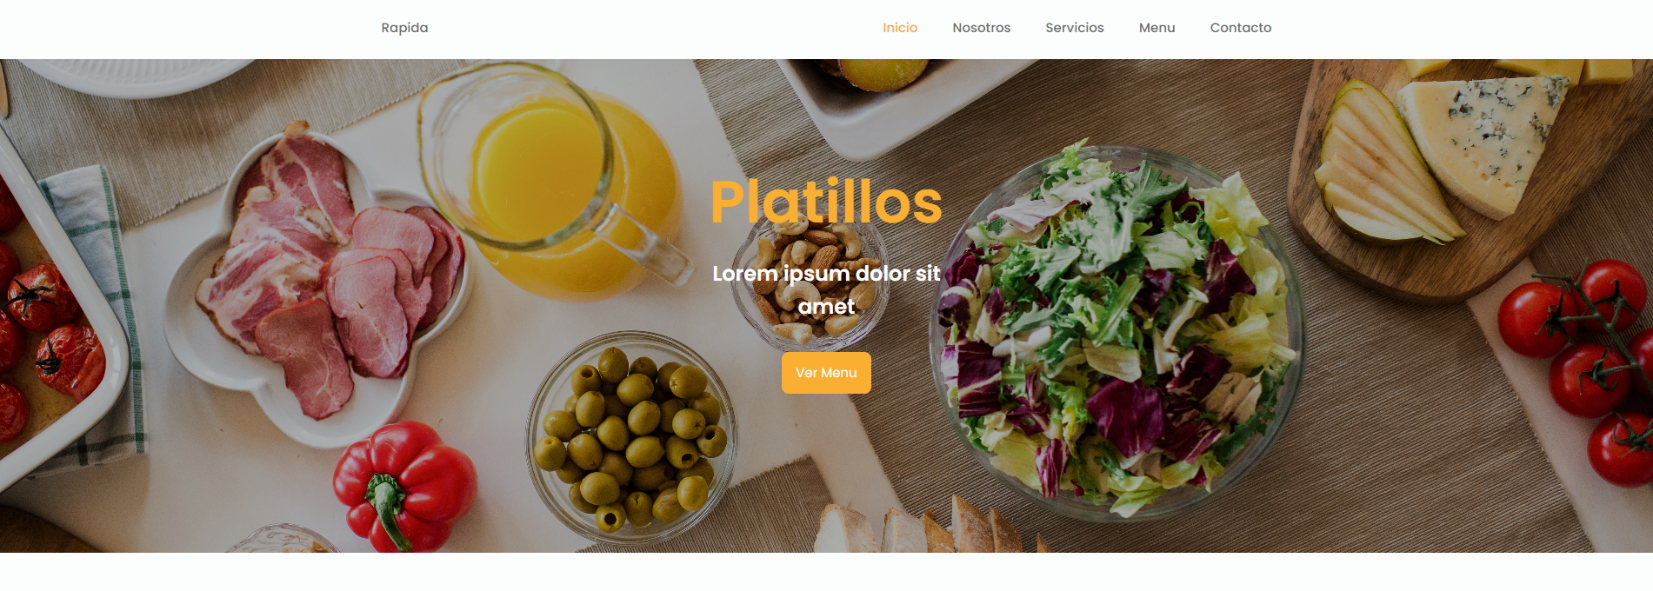 Rapida
Inicio Nosotros Servicios Menu Contacto
Platillos
Lorem ipsum dolor sit
amet
Ver Menu